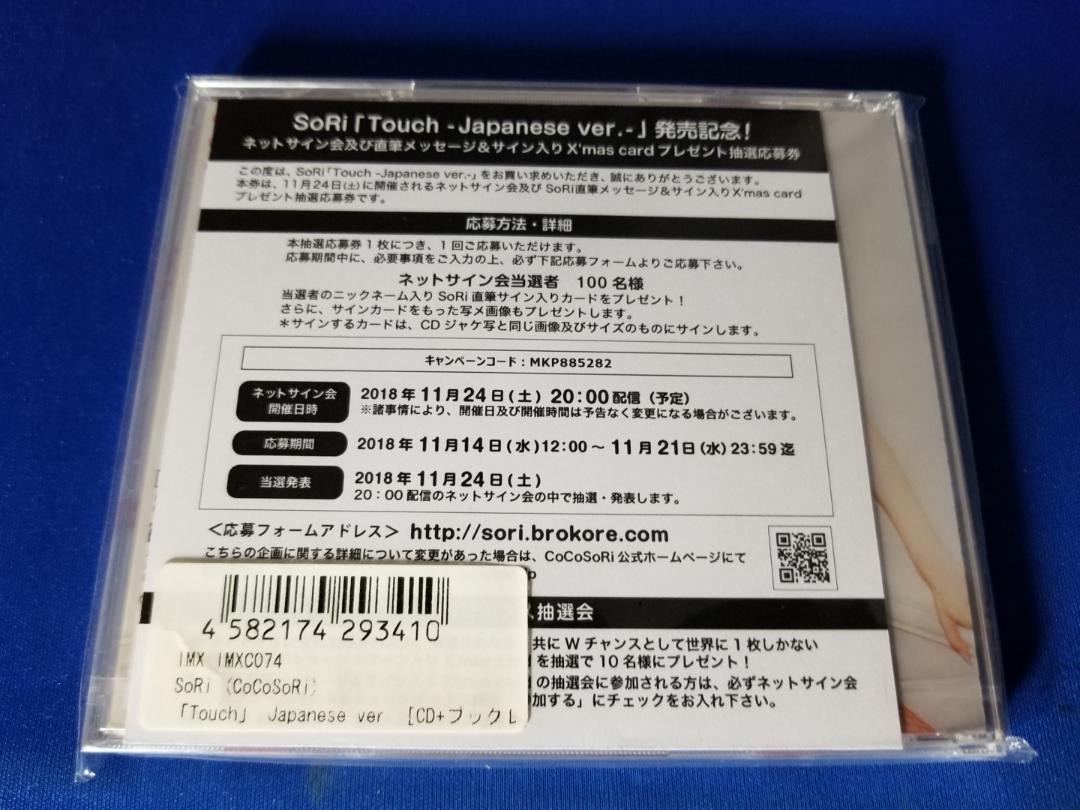 SoRi「Touch -Japanese ver.-」発売記念！
ネットサイン会及び直筆メッセージ＆サイン入りX'mas cardプレゼント抽選応募券
この度は、SoRi「Touch -Japanese ver.-」をお買い求めいただき、誠にありがとうございます。
本券は、11月24日(土)に開催されるネットサイン会及び SoRi直筆メッセージ＆サイン入りX'mas card
プレゼント抽選応募券です。
応募方法・詳細
本抽選応募券1枚につき、1回ご応募いただけます。
応募期間中に、必要事項をご入力の上、必ず下記応募フォームよりご応募下さい。
ネットサイン会当選者　100名様
当選者のニックネーム入りSoRi直筆サイン入りカードをプレゼント！
さらに、サインカードをもった写メ画像もプレゼントします。
＊サインするカードは、CDジャケ写と同じ画像及びサイズのものにサインします。
キャンペーンコード：MKP885282
ネットサイン会
開催日時
2018年11月24日(土) 20:00配信（予定）
※諸事情により、開催日及び開催時間は予告なく変更になる場合がございます。
応募期間
2018年11月14日(水)12:00～11月21日(水)23:59迄
当選発表
2018年11月24日(土)
20：00配信のネットサイン会の中で抽選・発表します。
＜応募フォームアドレス＞ http://sori.brokore.com
こちらの企画に関する詳細について変更があった場合は、CoCoSoRi公式ホームページにて
抽選会
共にWチャンスとして世界に1枚しかない
を抽選で10名様にプレゼント！
dの抽選会に参加される方は、必ずネットサイン会
加する」にチェックをお入れ下さい。
4 582174 293410
IMX IMXC074
SoRi (CoCoSoRi)
「Touch」 Japanese ver [CD+ブックレ